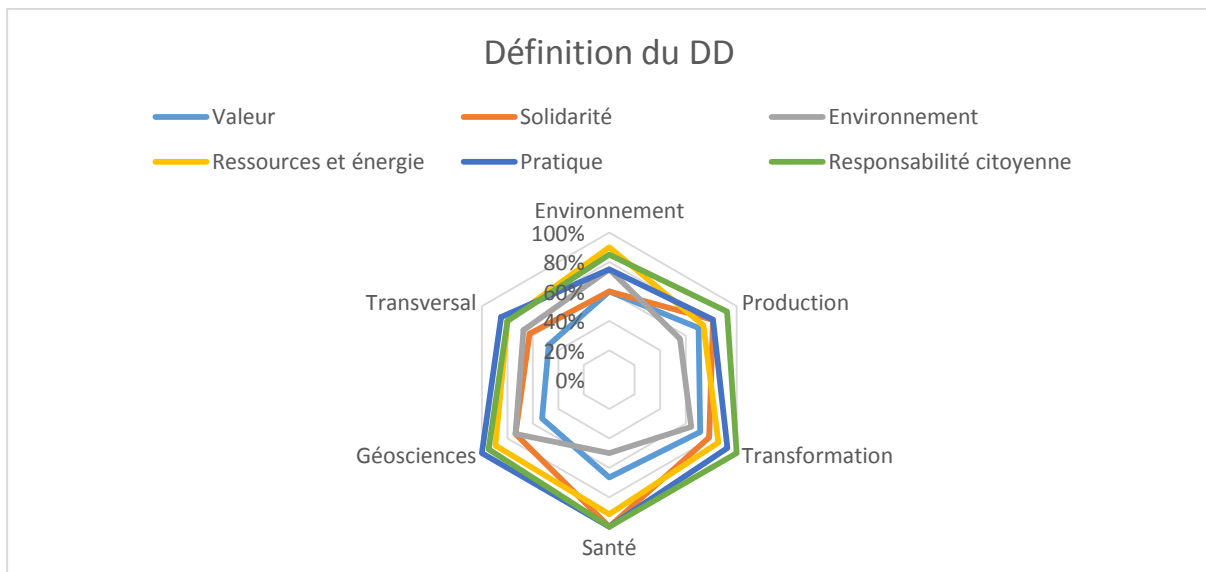 Définition du DD
Valeur
Solidarité
Environnement
Ressources et énergie
Pratique
Responsabilité citoyenne
Environnement
100%
80%
60%
40%
20%
0%
Production
Transformation
Santé
Géosciences
Transversal